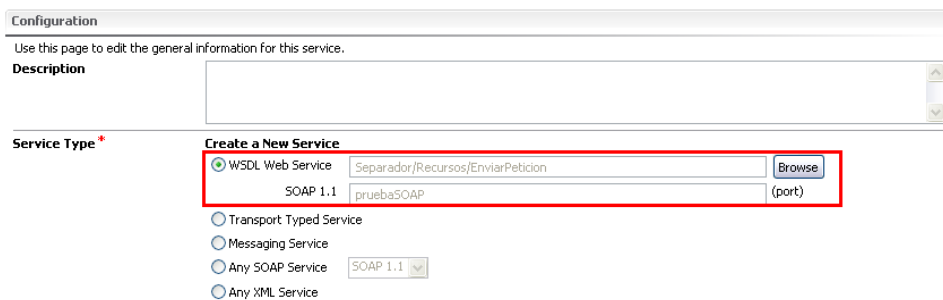 Configuration
Use this page to edit the general information for this service.
Description
Service Type * Create a New Service
WSDL Web Service Separador/Recursos/EnviarPeticion Browse
SOAP 1.1 pruebaSOAP (port)
Transport Typed Service
Messaging Service
Any SOAP Service SOAP 1.1
Any XML Service